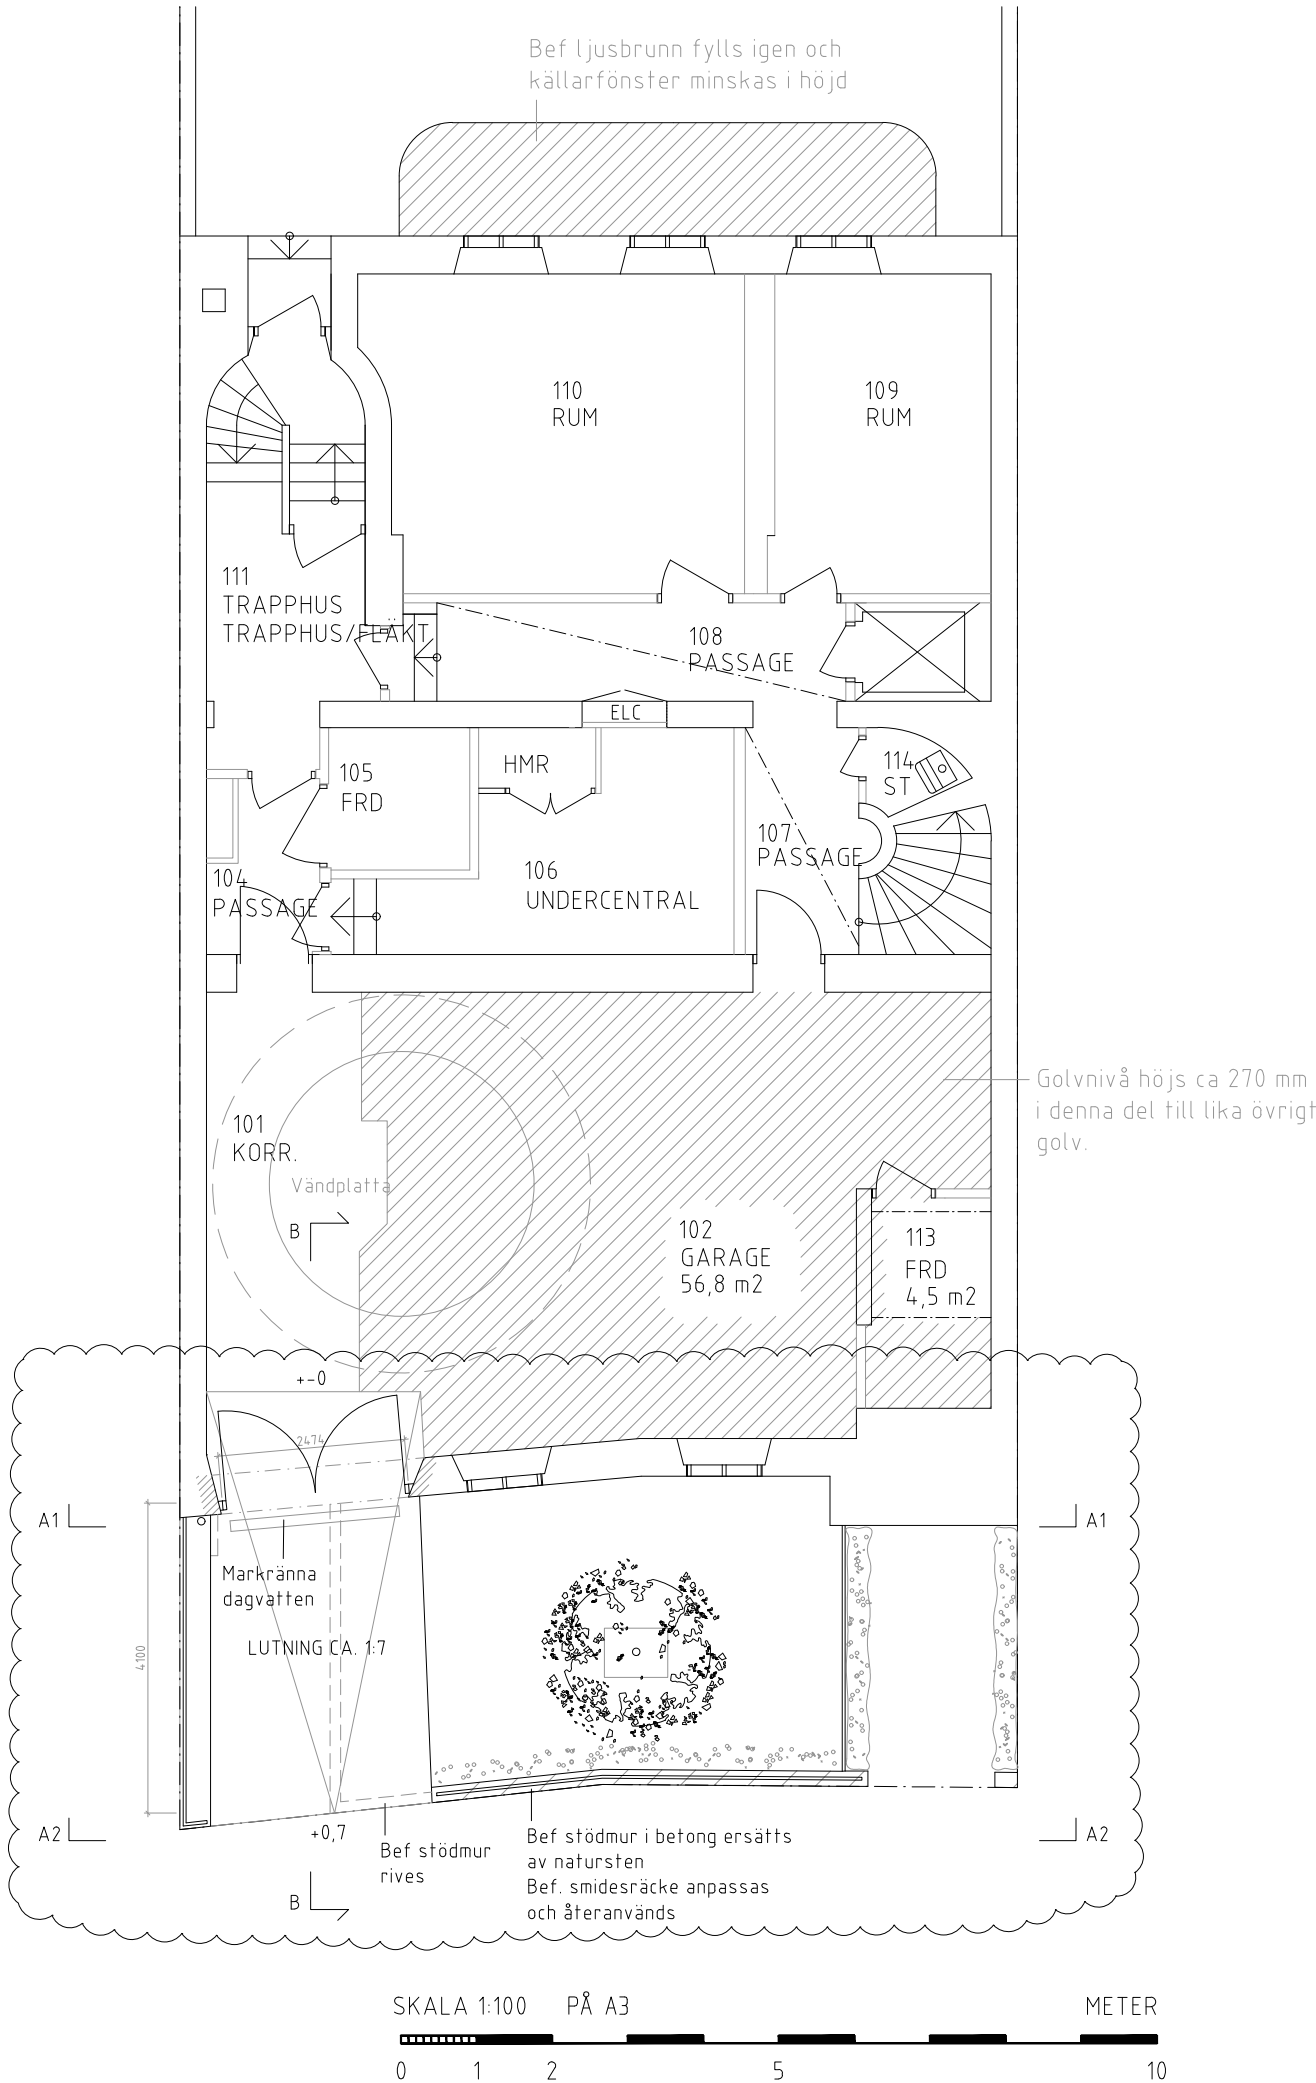 Bef ljusbrunn fylls igen och
källarfönster minskas i höjd
110
RUM
109
RUM
111
TRAPPHUS
TRAPPHUS/FLÄKT
108
PASSAGE
ELC
HMR
105
FRD
114
ST
107
PASSAGE
106
UNDERCENTRAL
104
PASSAGE
Golvnivå höjs ca 270 mm
i denna del till lika övrigt
golv.
101
KORR.
Vändplatta
B
102
GARAGE
56,8 m2
113
FRD
4,5 m2
+-0
2474
A1
A1
Markränna
dagvatten
LUTNING CA. 1:7
4100
A2
A2
+0,7
Bef stödmur
rives
Bef stödmur i betong ersätts
av natursten
Bef. smidesräcke anpassas
och återanvänds
B
SKALA 1:100 PÅ A3
METER
0 1 2 5 10